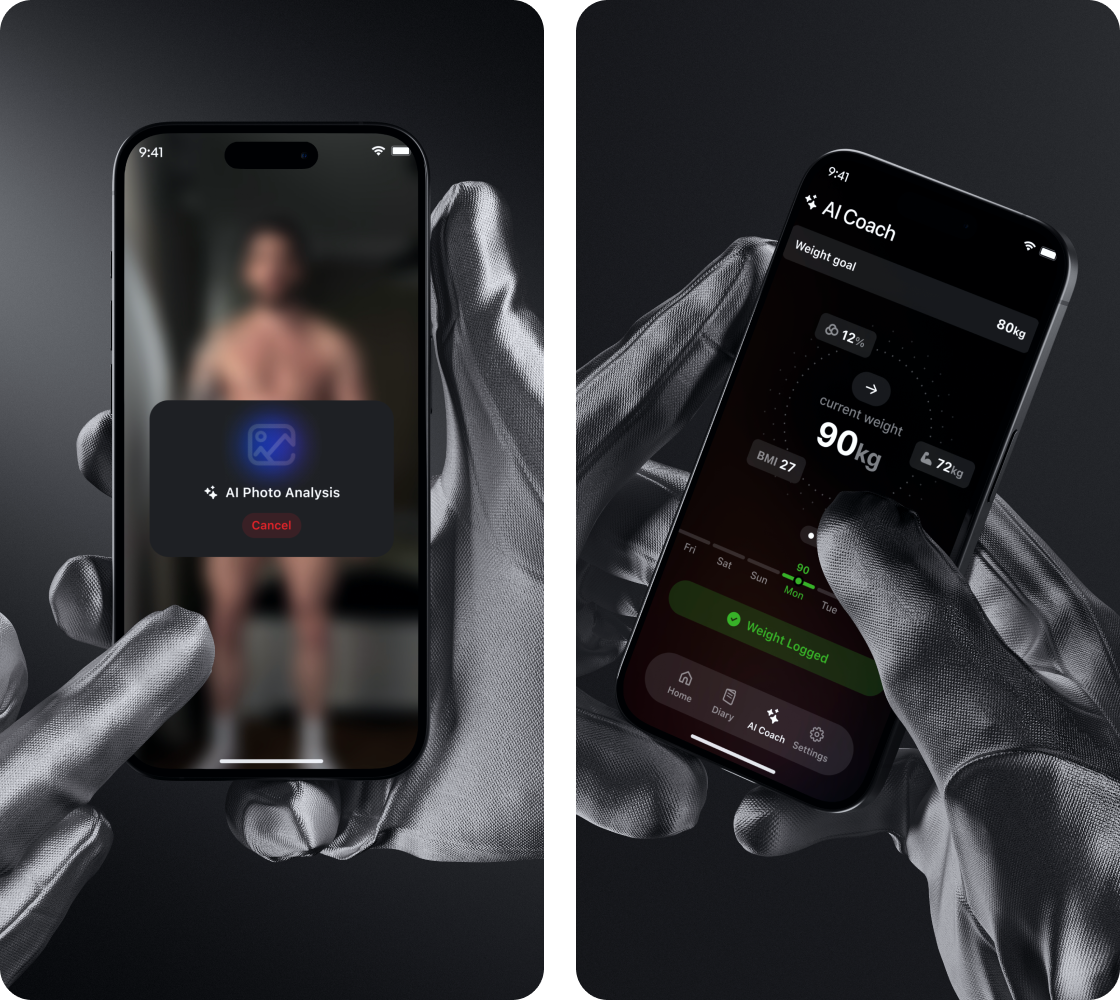 9:41
AI Photo Analysis
Cancel
9:41
AI Coach
Weight goal
80kg
12%
current weight
90kg
BMI 27
72kg
90
Fri
Sat
Sun
Mon
Tue
Weight Logged
Home
Diary
AI Coach
Settings